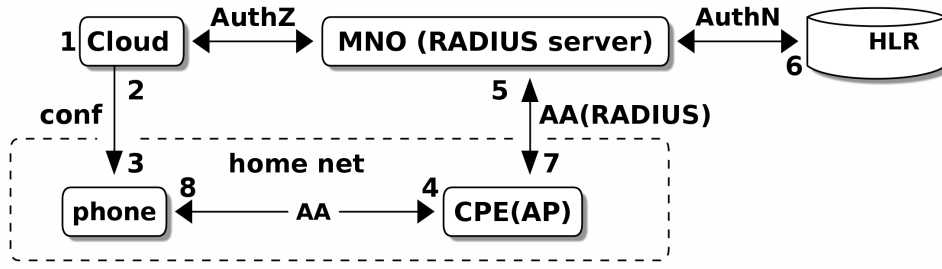 AuthZ
AuthN
1 Cloud
MNO (RADIUS server)
HLR
2
5
6
conf
AA(RADIUS)
3
home net
7
8
4
phone
AA
CPE(AP)